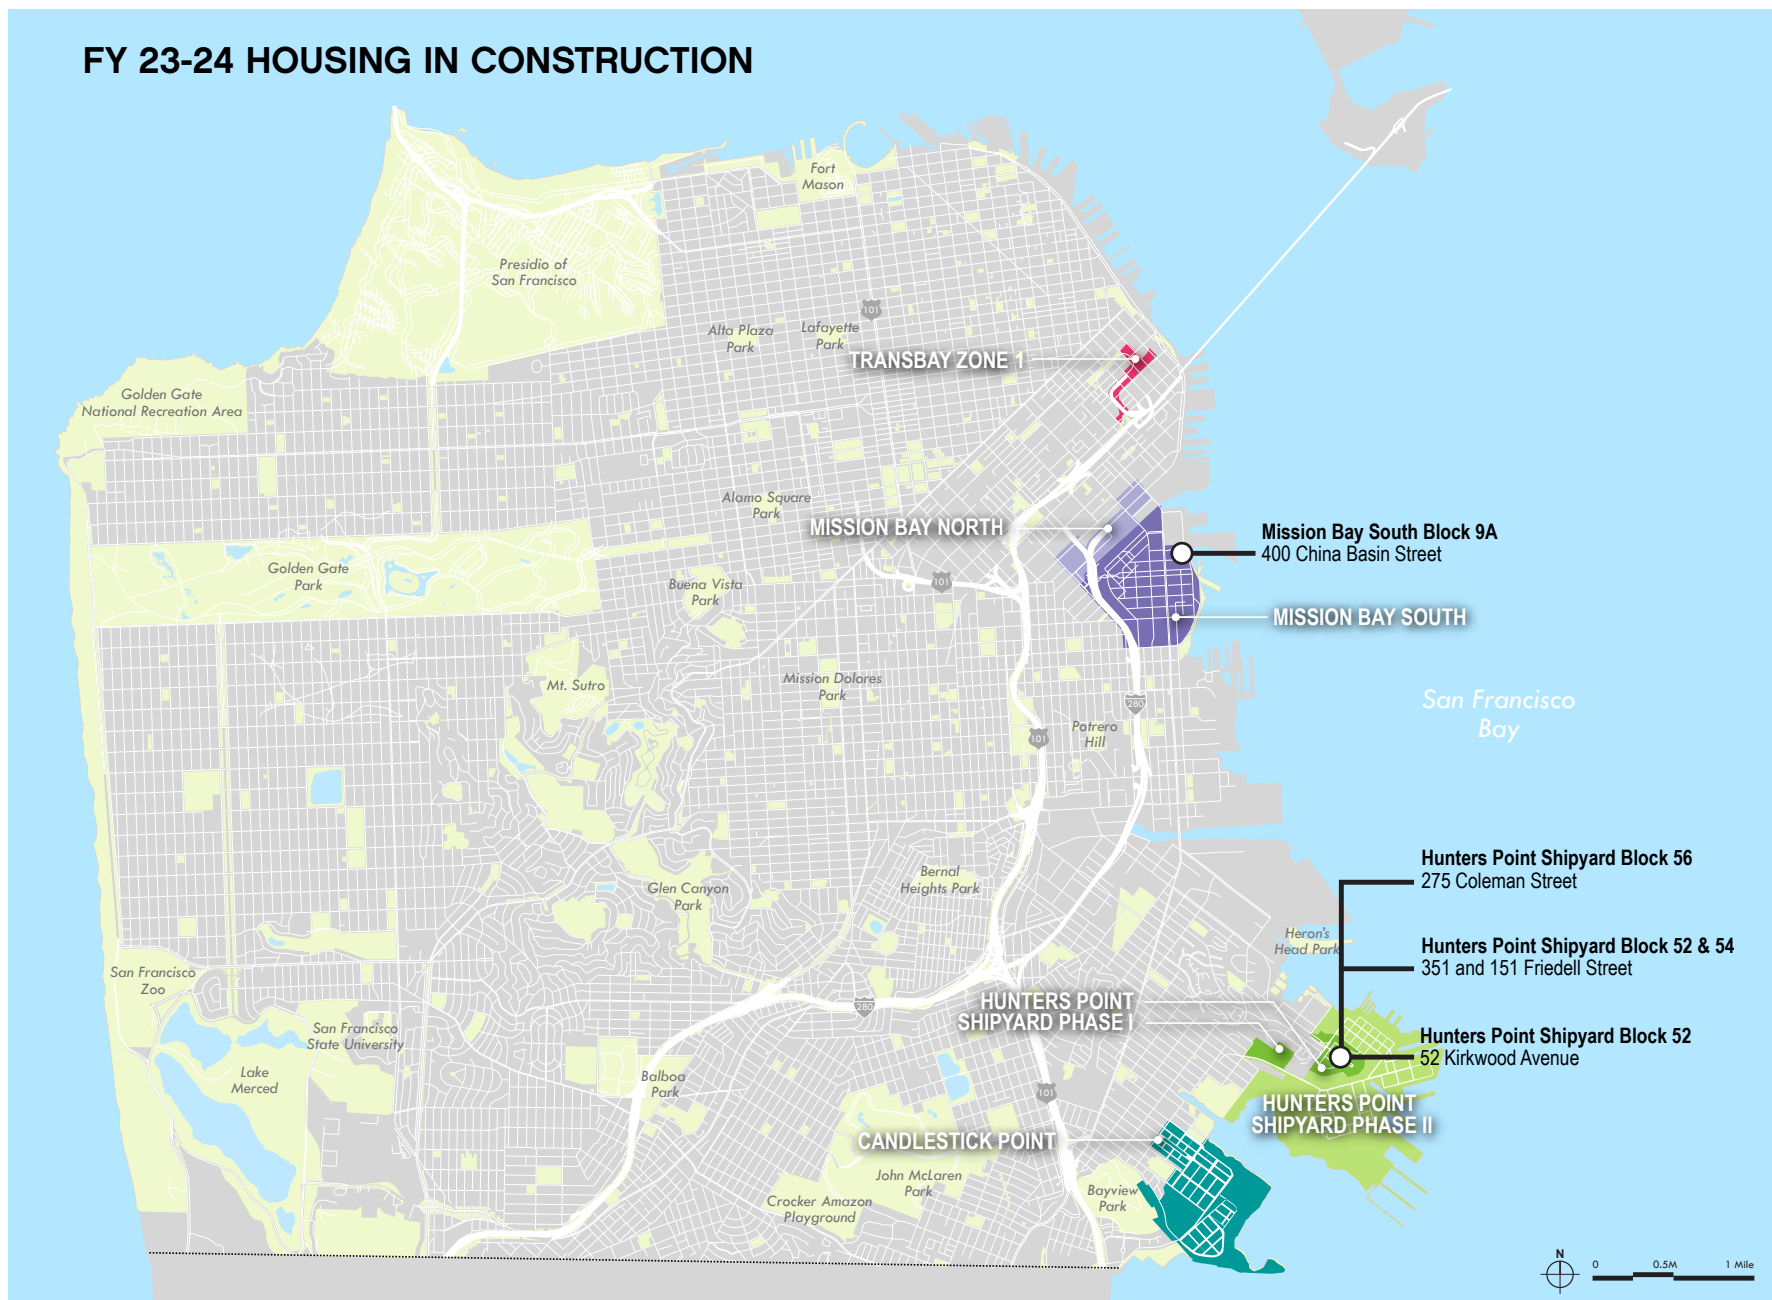 FY 23-24 HOUSING IN CONSTRUCTION
Fort
Mason
Presidio of
San Francisco
101
Alta Plaza
Park
Lafayette
Park
TRANSBAY ZONE 1
Golden Gate
National Recreation Area
Alamo Square
Park
MISSION BAY NORTH
Mission Bay South Block 9A
400 China Basin Street
Golden Gate
Park
Buena Vista
Park
101
MISSION BAY SOUTH
Mt. Sutro
Mission Dolores
Park
280
San Francisco
Bay
Potrero
Hill
101
Glen Canyon
Park
Bernal
Heights Park
Hunters Point Shipyard Block 56
275 Coleman Street
Heron's
Head Park
Hunters Point Shipyard Block 52 & 54
351 and 151 Friedell Street
San Francisco
Zoo
280
HUNTERS POINT
SHIPYARD PHASE I
San Francisco
State University
Hunters Point Shipyard Block 52
52 Kirkwood Avenue
Lake
Merced
Balboa
Park
101
HUNTERS POINT
SHIPYARD PHASE II
CANDLESTICK POINT
John McLaren
Park
Crocker Amazon
Playground
Bayview
Park
N
0 0.5M 1 Mile